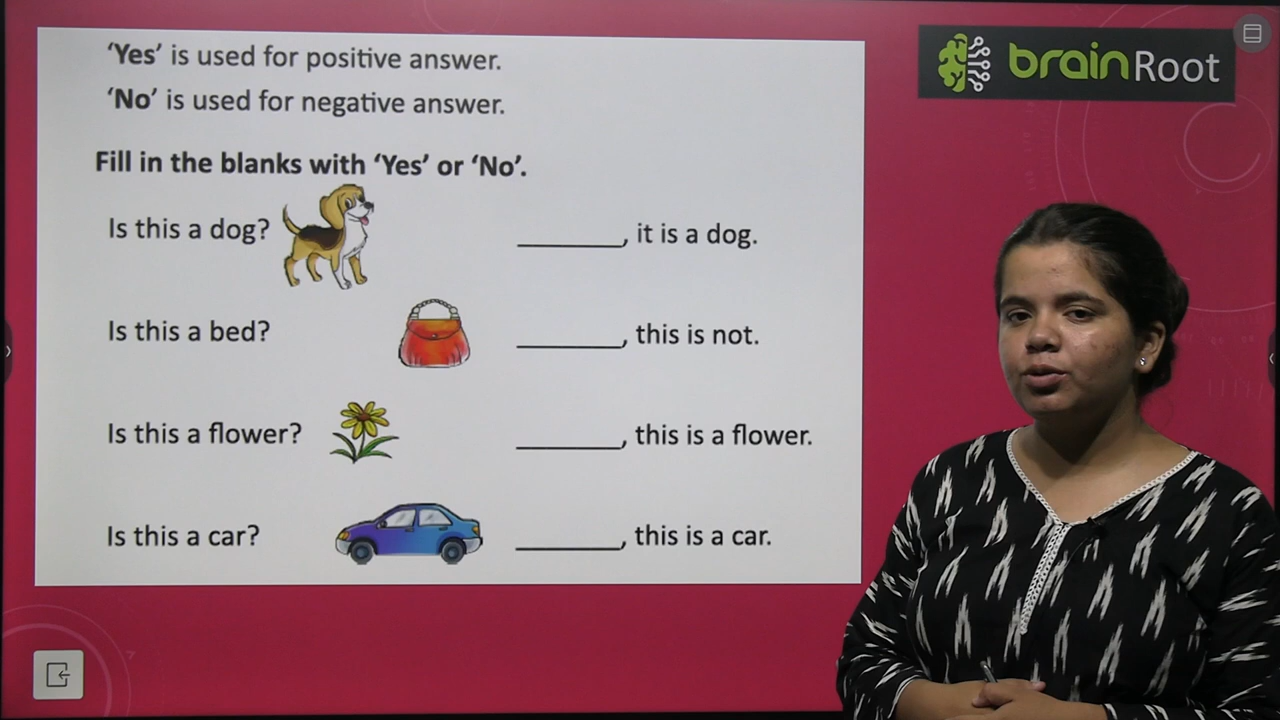 ‘Yes’ is used for positive answer.
‘No’ is used for negative answer.
Fill in the blanks with ‘Yes’ or ‘No’.
Is this a dog? ________, it is a dog.
Is this a bed? ________, this is not.
Is this a flower? ________, this is a flower.
Is this a car? ________, this is a car.
brainRoot